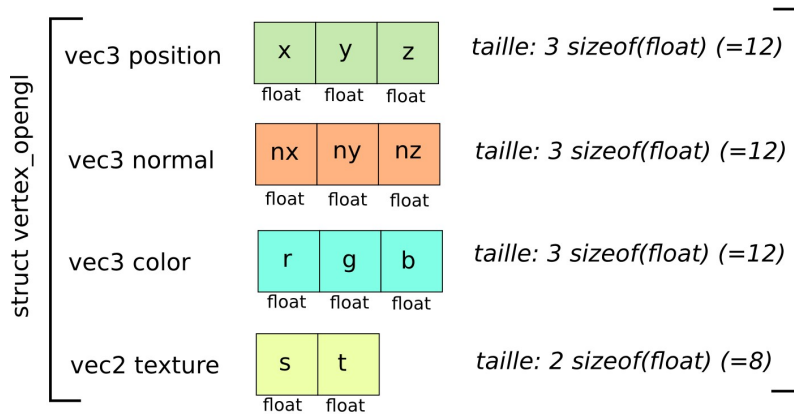 struct vertex_opengl
vec3 position
x y z
float float float
taille: 3 sizeof(float) (=12)
vec3 normal
nx ny nz
float float float
taille: 3 sizeof(float) (=12)
vec3 color
r g b
float float float
taille: 3 sizeof(float) (=12)
vec2 texture
s t
float float
taille: 2 sizeof(float) (=8)